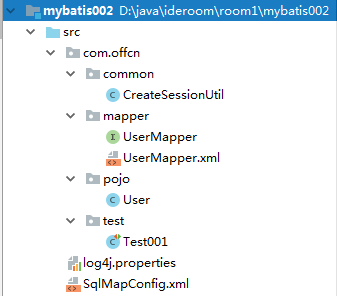 mybatis002 D:\java\ideroom\room1\mybatis002
src
com.offcn
common
CreateSessionUtil
mapper
UserMapper
UserMapper.xml
pojo
User
test
Test001
log4j.properties
SqlMapConfig.xml